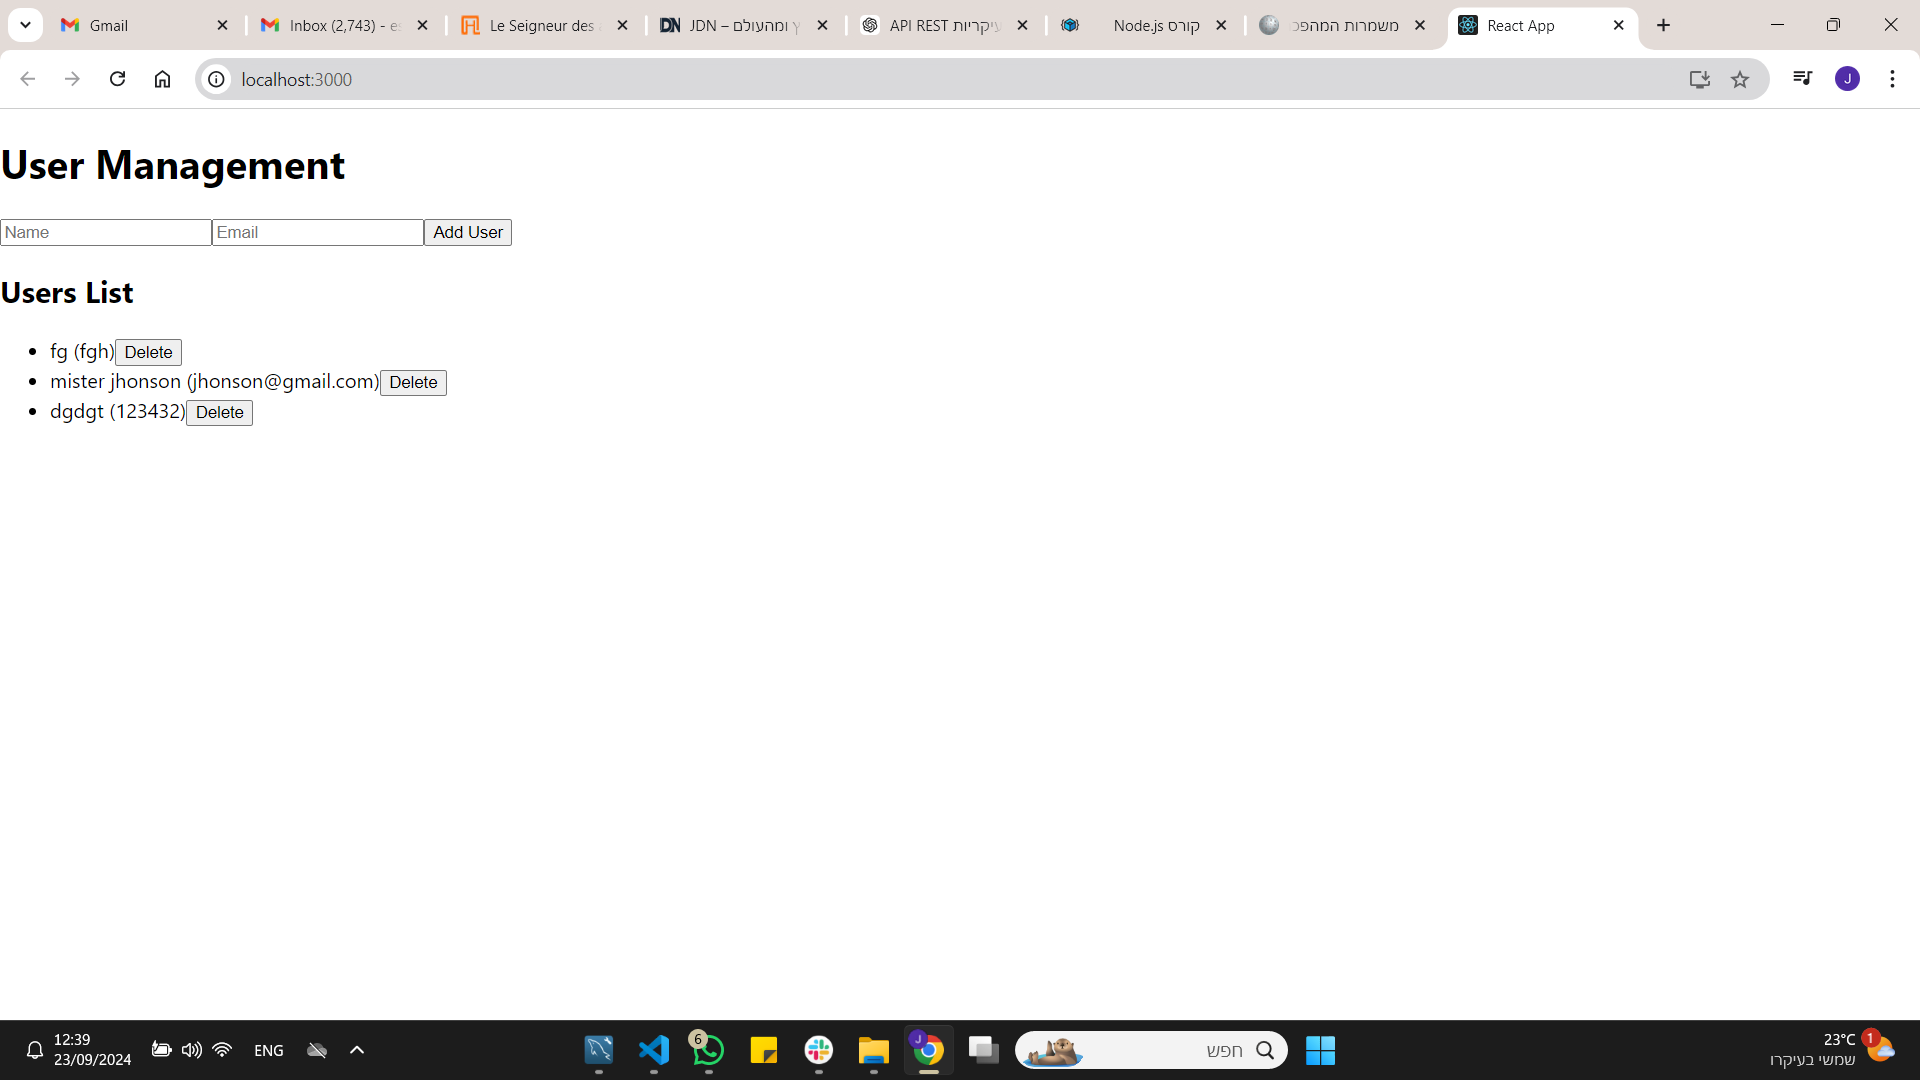 Gmail
Inbox (2,743) - es
Le Seigneur des a
JDN – ץ ומהעולם
API REST עיקריות
Node.js קורס
משמרות המהפכ
React App
localhost:3000
J
User Management
Name
Email
Add User
Users List
fg (fgh)
Delete
mister jhonson (jhonson@gmail.com)
Delete
dgdgt (123432)
Delete
12:39
23/09/2024
ENG
6
J
חפש
23°C
שמשי בעיקרו
1